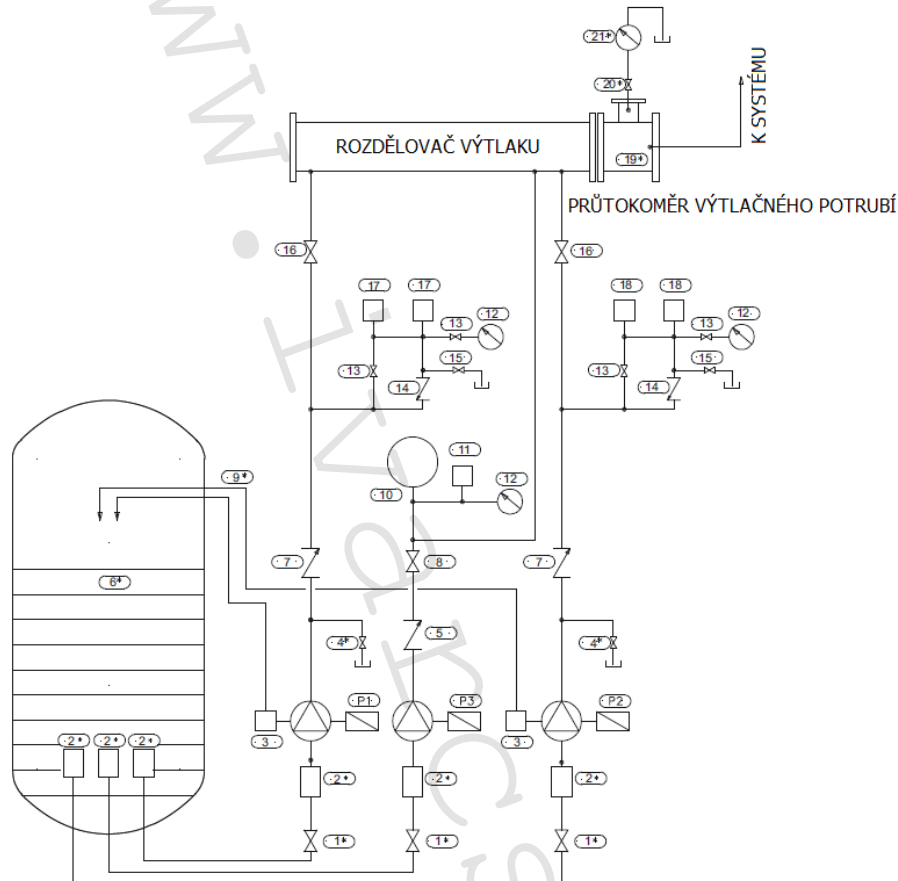 21*
20*
K SYSTÉMU
ROZDĚLOVAČ VÝTLAKU
19*
PRŮTOKOMĚR VÝTLAČNÉHO POTRUBÍ
16 16
17 17 18 18
13 12 13 12
15 15
13 14 13 14
11
9* 10 12
7 8 7
6*
5
4* 4*
P1 P3 P2
3 3
2* 2* 2*
2* 2* 2*
1* 1* 1*
www.ivarcs